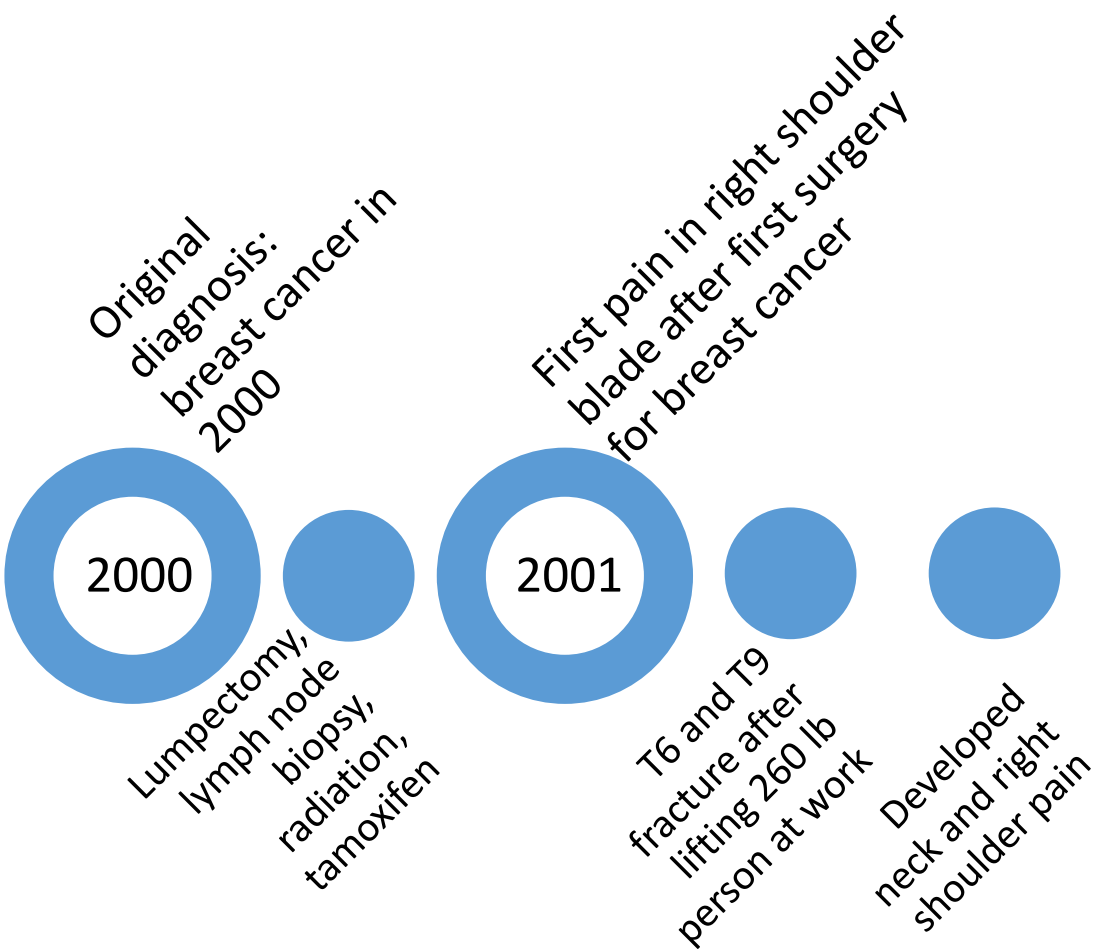 Original
diagnosis:
breast cancer in
2000
2000
Lumpectomy,
lymph node
biopsy,
radiation,
tamoxifen
First pain in right shoulder
blade after first surgery
for breast cancer
2001
T6 and T9
fracture after
lifting 260 lb
person at work
Developed
neck and right
shoulder pain